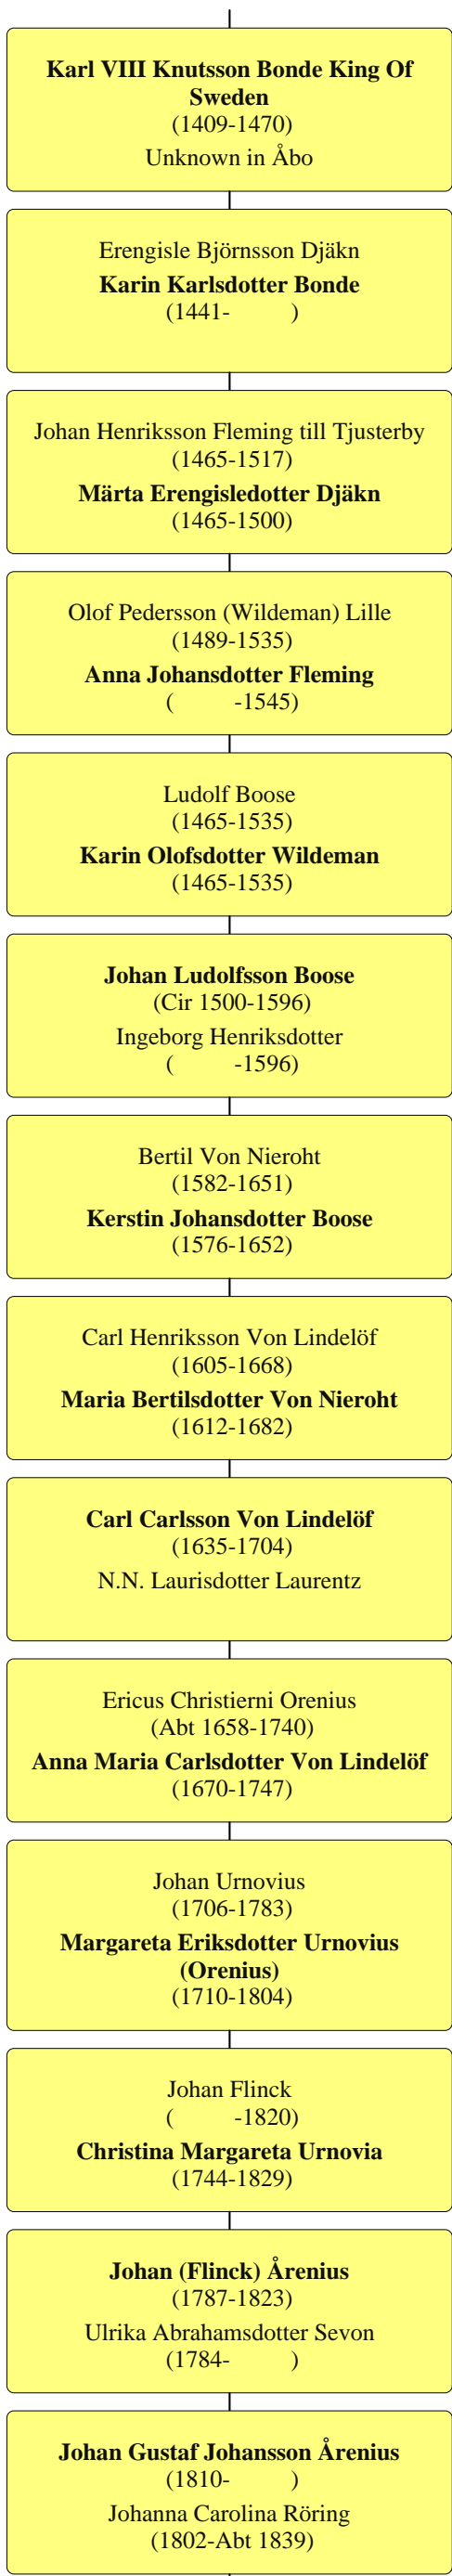 Karl VIII Knutsson Bonde King Of
Sweden
(1409-1470)
Unknown in Åbo
Erengisle Björnsson Djäkn
Karin Karlsdotter Bonde
(1441- )
Johan Henriksson Fleming till Tjusterby
(1465-1517)
Märta Erengisledotter Djäkn
(1465-1500)
Olof Pedersson (Wildeman) Lille
(1489-1535)
Anna Johansdotter Fleming
( -1545)
Ludolf Boose
(1465-1535)
Karin Olofsdotter Wildeman
(1465-1535)
Johan Ludolfsson Boose
(Cir 1500-1596)
Ingeborg Henriksdotter
( -1596)
Bertil Von Nieroht
(1582-1651)
Kerstin Johansdotter Boose
(1576-1652)
Carl Henriksson Von Lindelöf
(1605-1668)
Maria Bertilsdotter Von Nieroht
(1612-1682)
Carl Carlsson Von Lindelöf
(1635-1704)
N.N. Laurisdotter Laurentz
Ericus Christierni Orenius
(Abt 1658-1740)
Anna Maria Carlsdotter Von Lindelöf
(1670-1747)
Johan Urnovius
(1706-1783)
Margareta Eriksdotter Urnovius
(Orenius)
(1710-1804)
Johan Flinck
( -1820)
Christina Margareta Urnovia
(1744-1829)
Johan (Flinck) Årenius
(1787-1823)
Ulrika Abrahamsdotter Sevon
(1784- )
Johan Gustaf Johansson Årenius
(1810- )
Johanna Carolina Röring
(1802-Abt 1839)